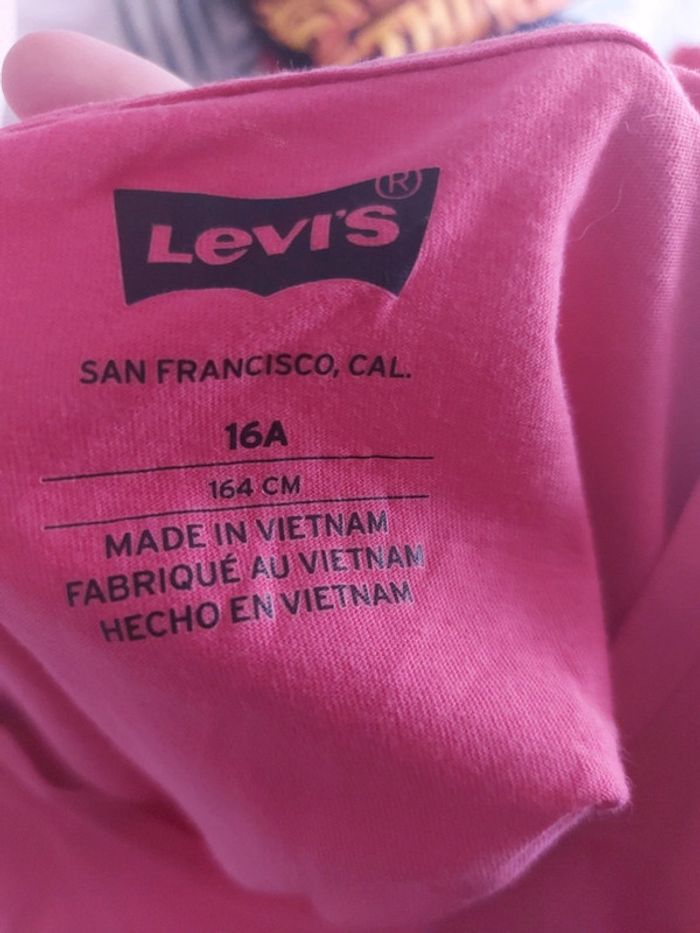 Levi's®
SAN FRANCISCO, CAL.
16A
164 CM
MADE IN VIETNAM
FABRIQUÉ AU VIETNAM
HECHO EN VIETNAM